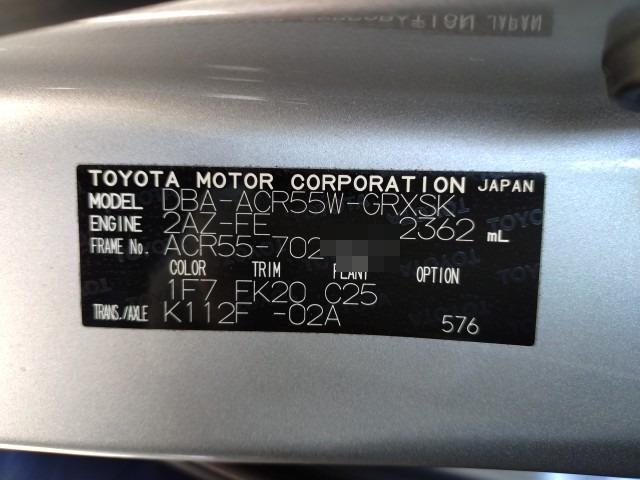 TOYOTA MOTOR CORPORATION JAPAN
MODEL DBA-ACR55W-GRXSK
ENGINE 2AZ-FE 2362 mL
FRAME No. ACR55-702
COLOR TRIM PLANT OPTION
1F7 FK20 C25
TRANS./AXLE K112F -02A 576